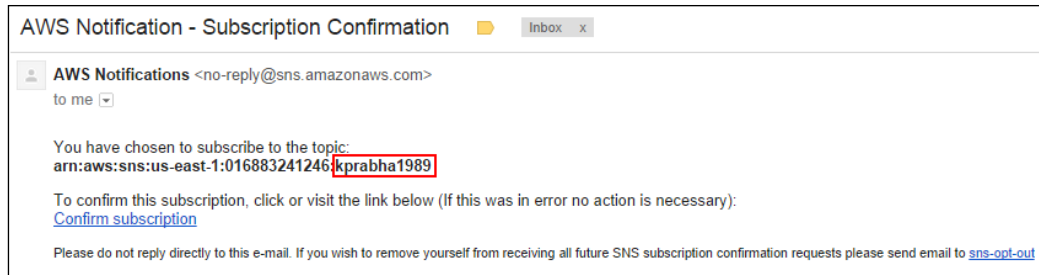 AWS Notification - Subscription Confirmation Inbox x
AWS Notifications <no-reply@sns.amazonaws.com>
to me
You have chosen to subscribe to the topic:
arn:aws:sns:us-east-1:016883241246:kprabha1989
To confirm this subscription, click or visit the link below (If this was in error no action is necessary):
Confirm subscription
Please do not reply directly to this e-mail. If you wish to remove yourself from receiving all future SNS subscription confirmation requests please send email to sns-opt-out